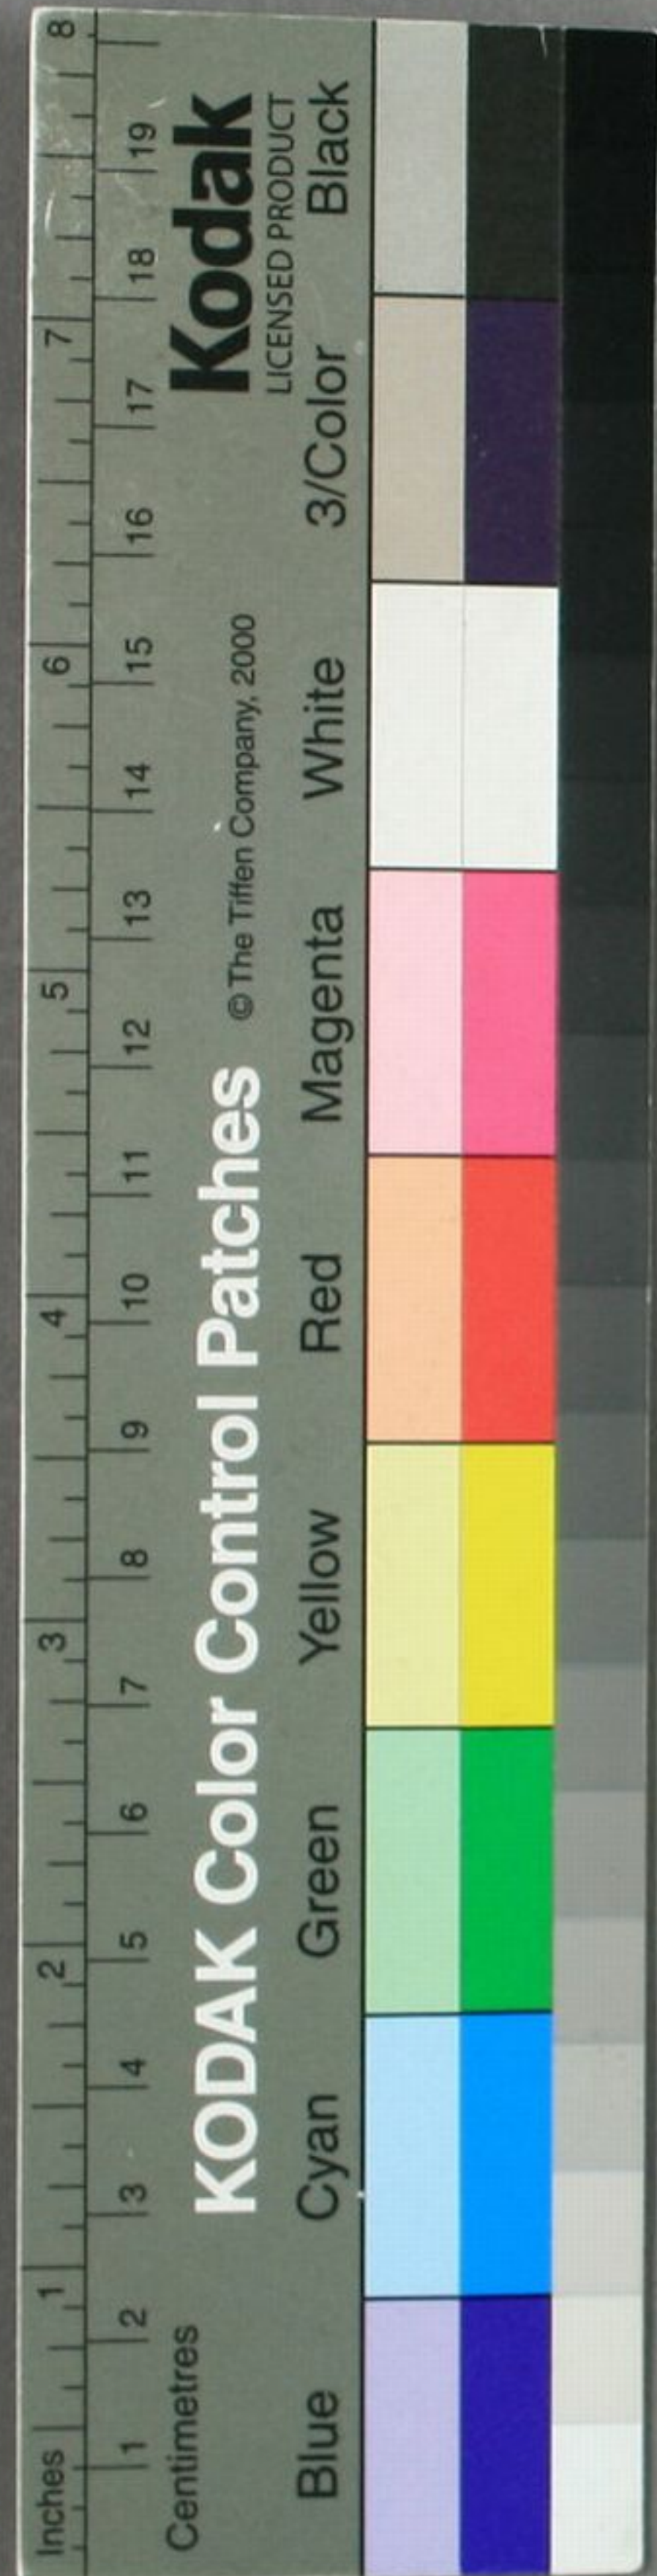 Inches 1 2 3 4 5 6 7 8
1 2 3 4 5 6 7 8 9 10 11 12 13 14 15 16 17 18 19
Centimetres
KODAK Color Control Patches © The Tiffen Company, 2000
Kodak
LICENSED PRODUCT
Blue Cyan Green Yellow Red Magenta White 3/Color Black